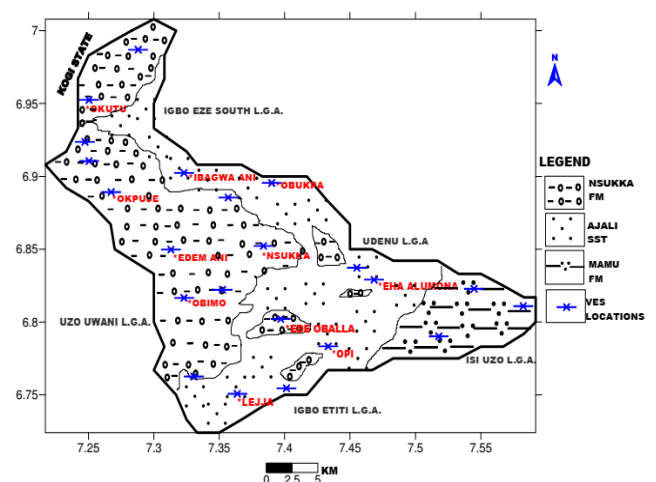 7
6.95
6.9
6.85
6.8
6.75
7.25
7.3
7.35
7.4
7.45
7.5
7.55
KOGI STATE
*OKUTU
IGBO EZE SOUTH L.G.A.
*IBAGWA ANI
*OBUKPA
*OKPUJE
*EDEM ANI
*NSUKKA
UDENU L.G.A
*EHA ALUMONA
*OBIMO
UZO UWANI L.G.A.
*EDE OBALLA
*OPI
ISI UZO L.G.A.
*LEJJA
IGBO ETITI L.G.A.
0 2.5 5 KM
N
LEGEND
NSUKKA
FM
AJALI
SST
MAMU
FM
VES
LOCATIONS